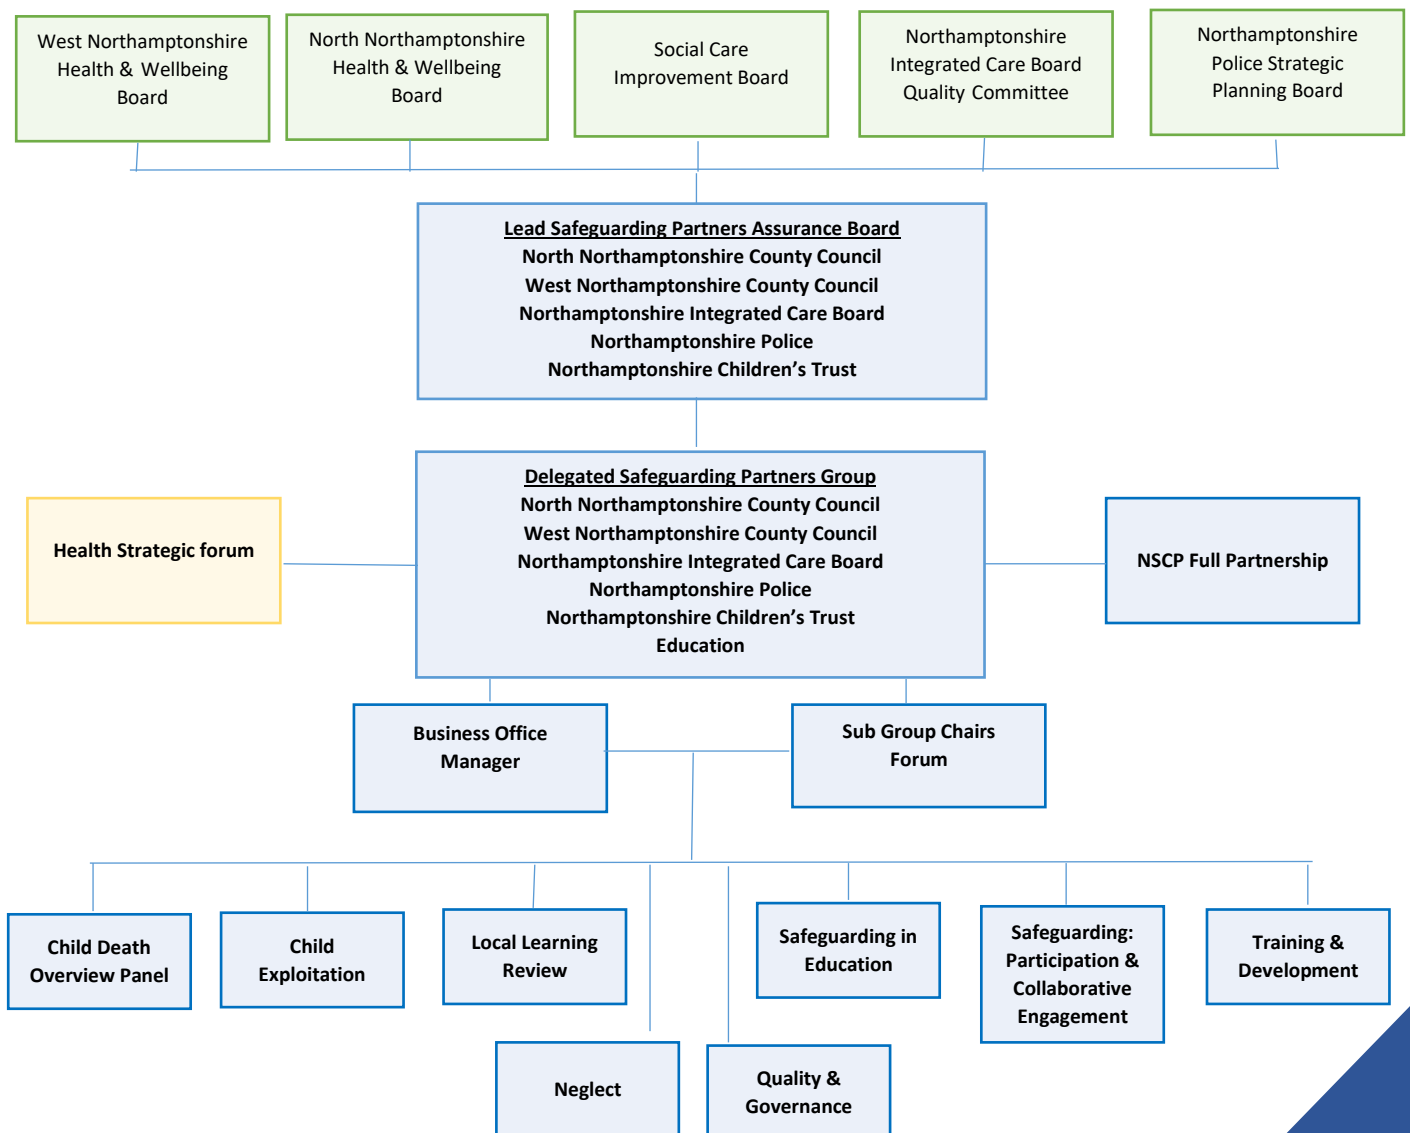 West Northamptonshire
Health & Wellbeing
Board
North Northamptonshire
Health & Wellbeing
Board
Social Care
Improvement Board
Northamptonshire
Integrated Care Board
Quality Committee
Northamptonshire
Police Strategic
Planning Board
Lead Safeguarding Partners Assurance Board
North Northamptonshire County Council
West Northamptonshire County Council
Northamptonshire Integrated Care Board
Northamptonshire Police
Northamptonshire Children’s Trust
Delegated Safeguarding Partners Group
North Northamptonshire County Council
West Northamptonshire County Council
Northamptonshire Integrated Care Board
Northamptonshire Police
Northamptonshire Children’s Trust
Education
Health Strategic forum
NSCP Full Partnership
Business Office
Manager
Sub Group Chairs
Forum
Child Death
Overview Panel
Child
Exploitation
Local Learning
Review
Safeguarding in
Education
Safeguarding:
Participation &
Collaborative
Engagement
Training &
Development
Neglect
Quality &
Governance